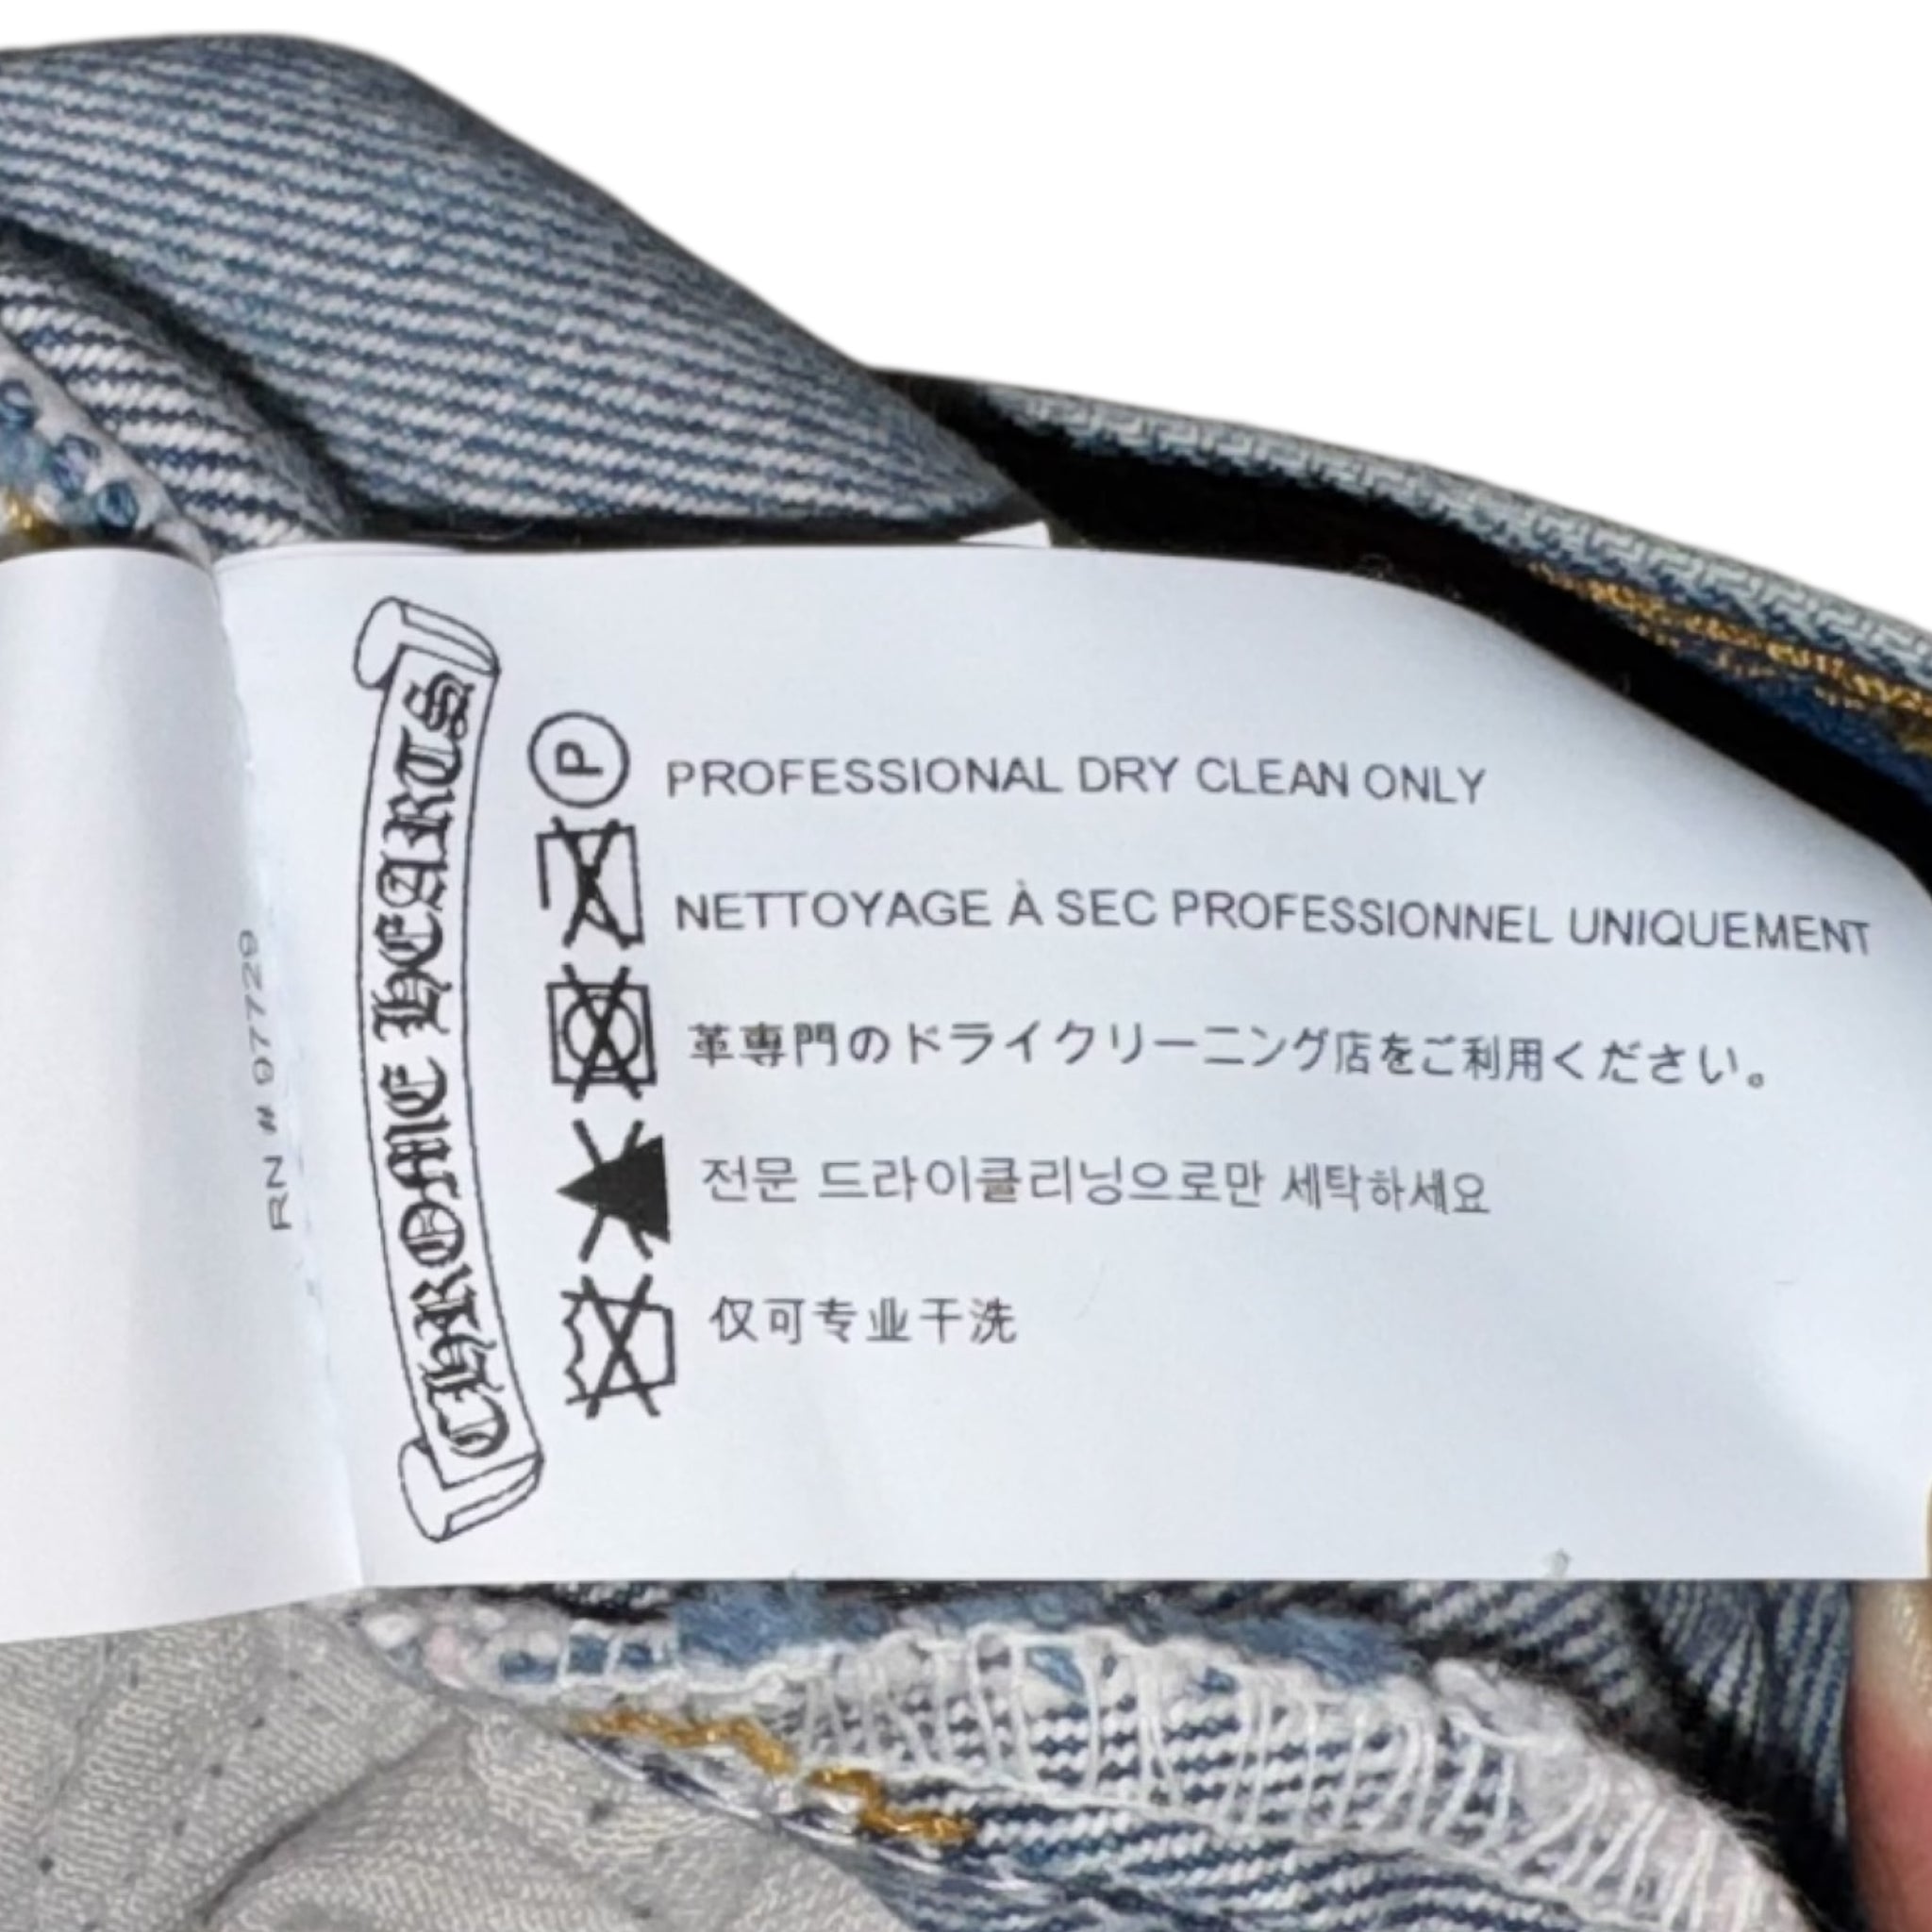 RN # 97729
CHROME HEARTS
P
PROFESSIONAL DRY CLEAN ONLY
NETTOYAGE À SEC PROFESSIONNEL UNIQUEMENT
革専門のドライクリーニング店をご利用ください。
전문 드라이클리닝으로만 세탁하세요
仅可专业干洗